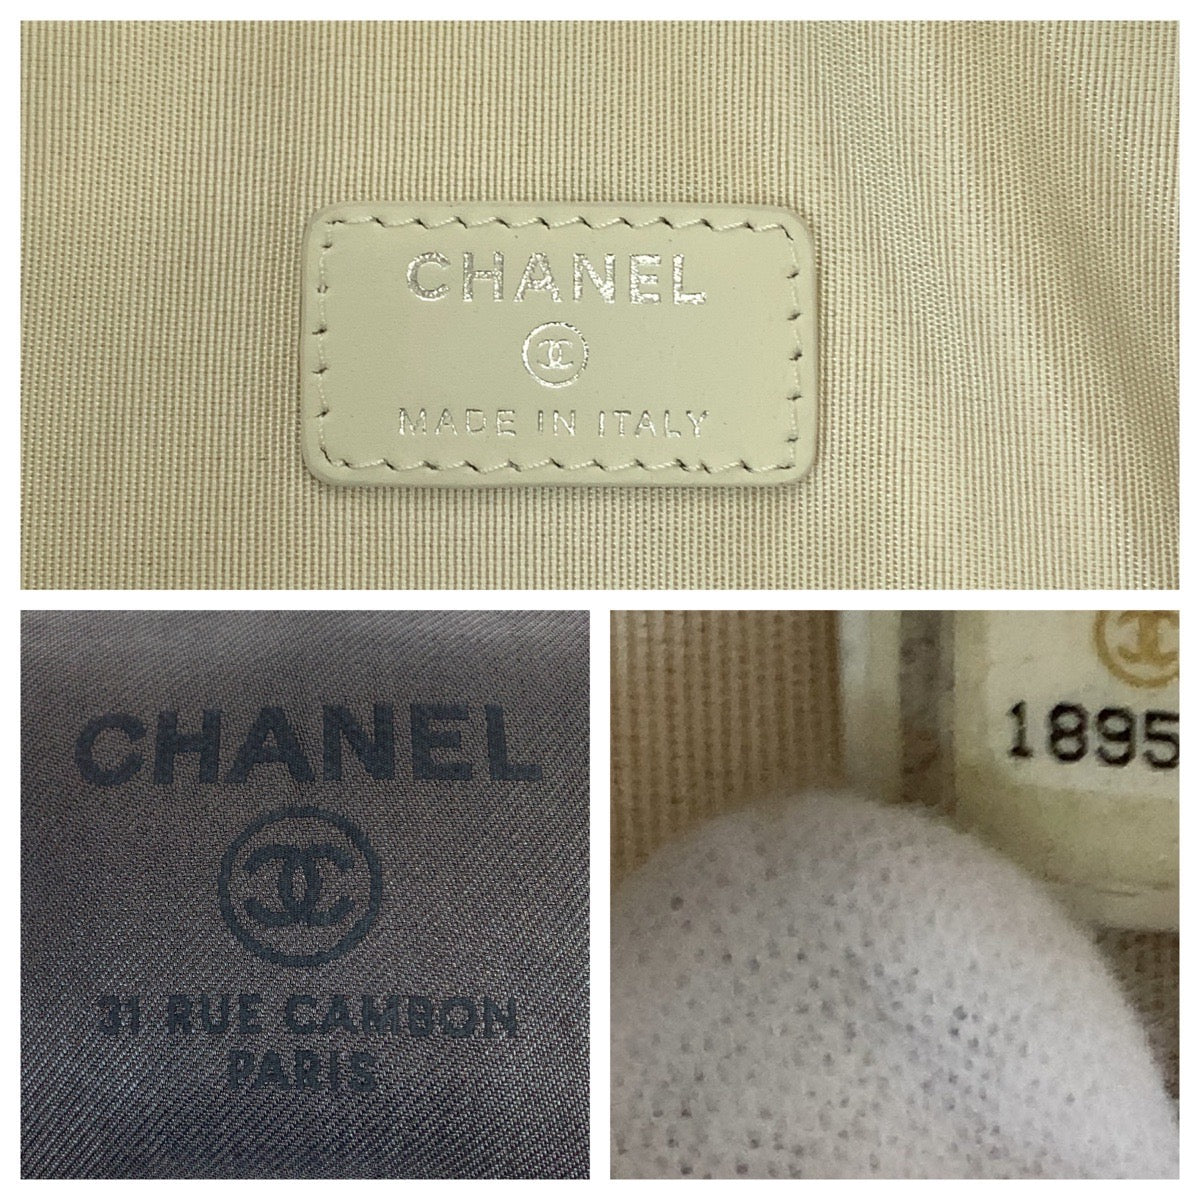 CHANEL
MADE IN ITALY
CHANEL
31 RUE CAMBON
PARIS
1895